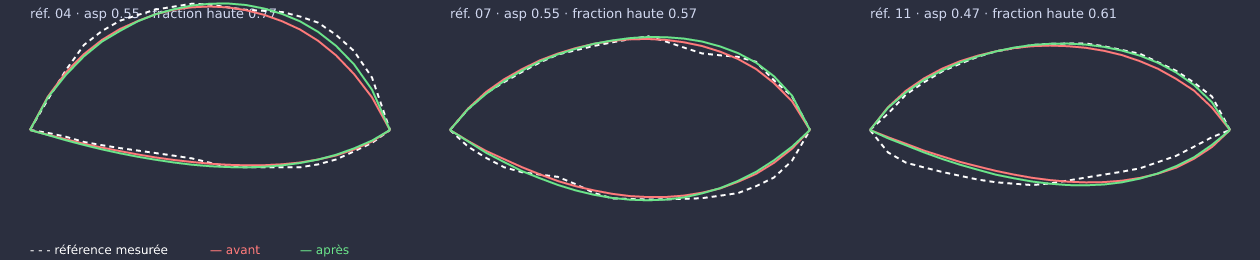 réf. 04 · asp 0.55 · fraction haute 0.77
réf. 07 · asp 0.55 · fraction haute 0.57
réf. 11 · asp 0.47 · fraction haute 0.61
- - - référence mesurée — avant — après